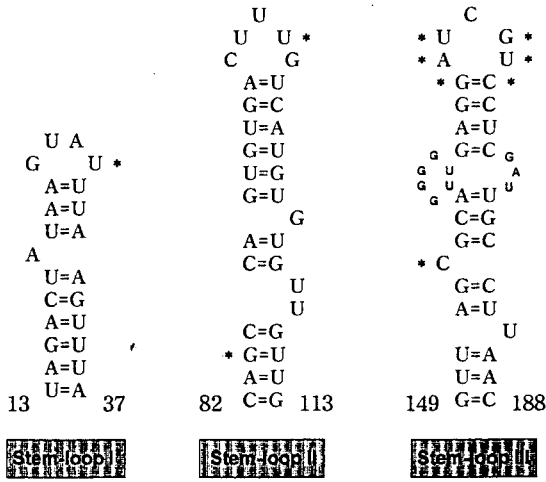 U A
G U *
A=U
A=U
U=A
A
U=A
C=G
A=U
G=U
A=U
U=A
13 37
Stem-loop I
U
U U *
C G
A=U
G=C
U=A
G=U
U=G
G=U
G
A=U
C=G
U
U
C=G
* G=U
A=U
C=G
82 113
Stem-loop II
C
* U G *
* A U *
* G=C *
G=C
A=U
G=C
G G
G U A
G U U
G A=U
C=G
G=C
* C
G=C
A=U
U
U=A
U=A
G=C
149 188
Stem-loop III